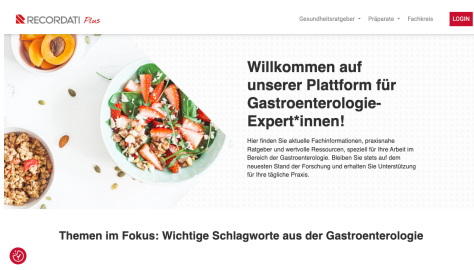 RECORDATI Plus
Gesundheitsratgeber
Präparate
Fachkreis
LOGIN
Willkommen auf
unserer Plattform für
Gastroenterologie-
Expert*innen!
Hier finden Sie aktuelle Fachinformationen, praxisnahe
Ratgeber und wertvolle Ressourcen, speziell für Ihre Arbeit im
Bereich der Gastroenterologie. Bleiben Sie stets auf dem
neuesten Stand der Forschung und erhalten Sie Unterstützung
für Ihre tägliche Praxis.
Themen im Fokus: Wichtige Schlagworte aus der Gastroenterologie